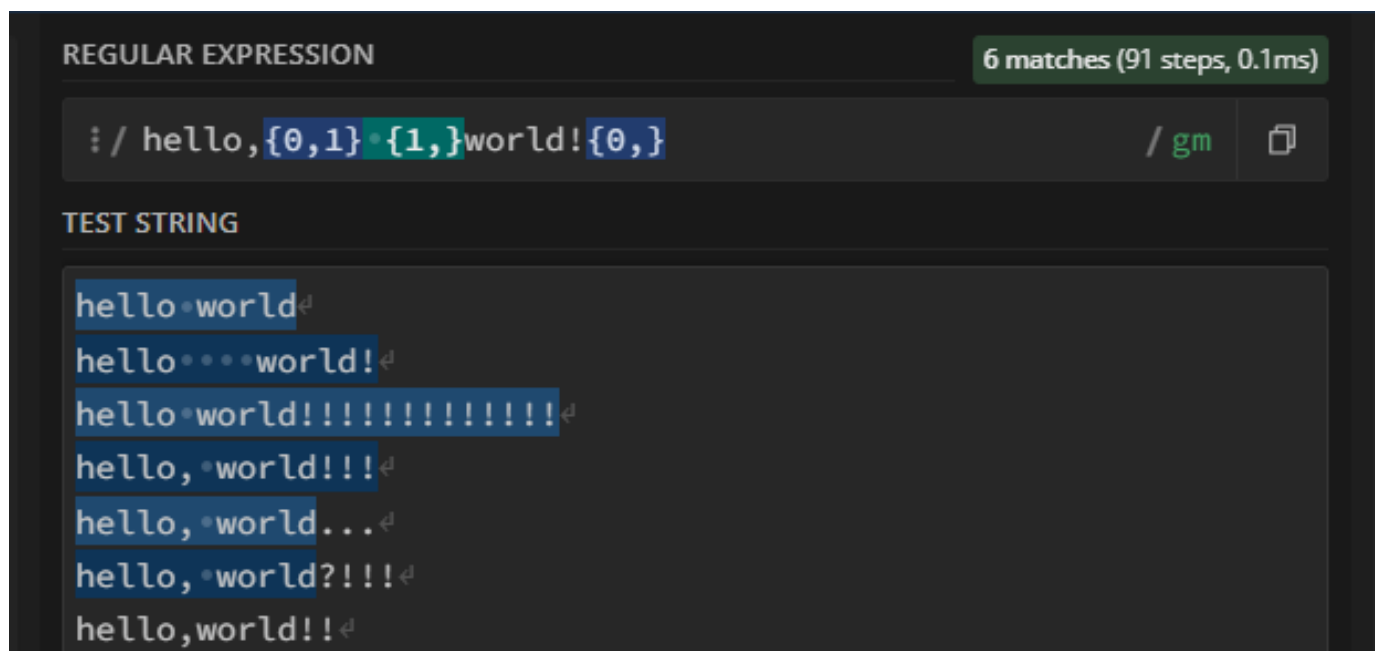 REGULAR EXPRESSION
6 matches (91 steps, 0.1ms)
/ hello,{0,1} {1,}world!{0,} / gm
TEST STRING
hello world
hello    world!
hello world!!!!!!!!!!!!!
hello, world!!!
hello, world...
hello, world?!!!
hello,world!!